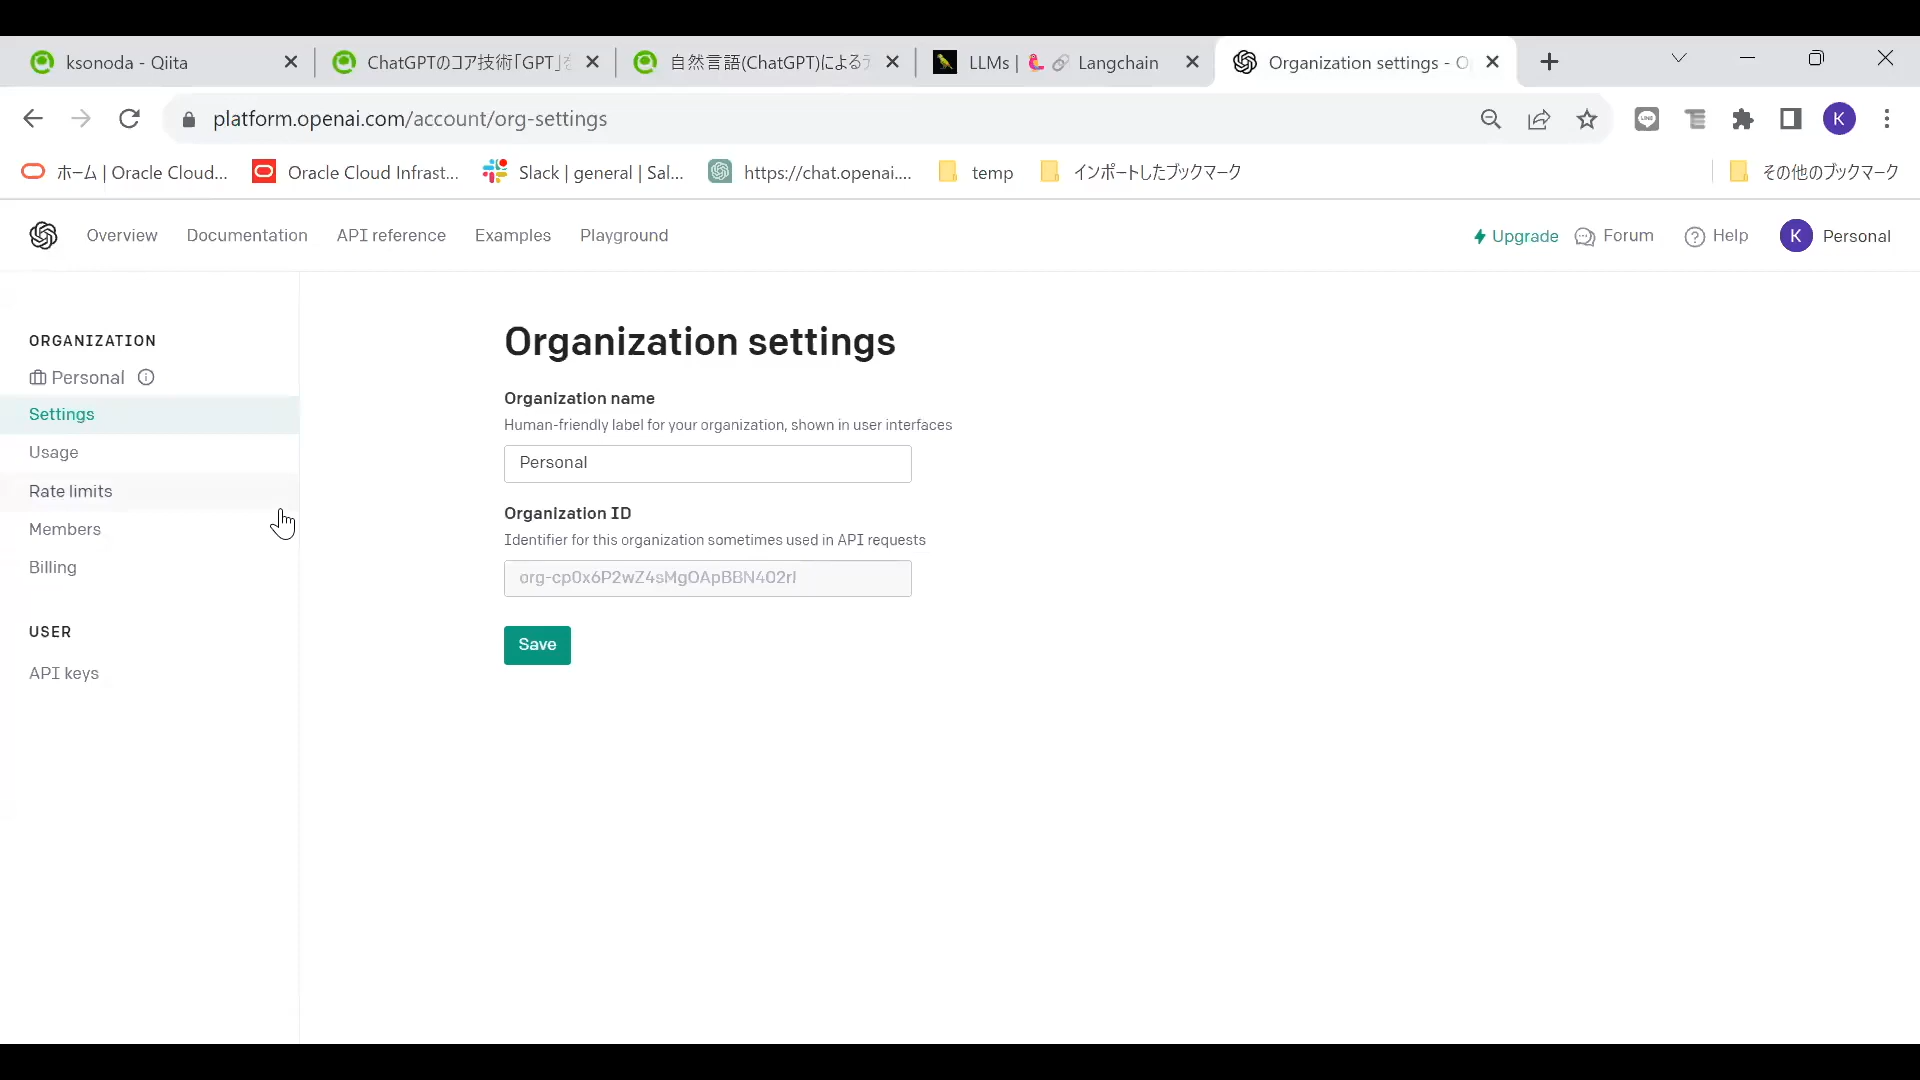 ksonoda - Qiita
ChatGPTのコア技術「GPT」を
自然言語(ChatGPT)による
LLMs | 🦜️🔗 Langchain
Organization settings - O
platform.openai.com/account/org-settings
LINE
K
ホーム | Oracle Cloud...
Oracle Cloud Infrast...
Slack | general | Sal...
https://chat.openai....
temp
インポートしたブックマーク
その他のブックマーク
Overview
Documentation
API reference
Examples
Playground
Upgrade
Forum
Help
K
Personal
ORGANIZATION
Personal
Settings
Usage
Rate limits
Members
Billing
USER
API keys
Organization settings
Organization name
Human-friendly label for your organization, shown in user interfaces
Personal
Organization ID
Identifier for this organization sometimes used in API requests
Save